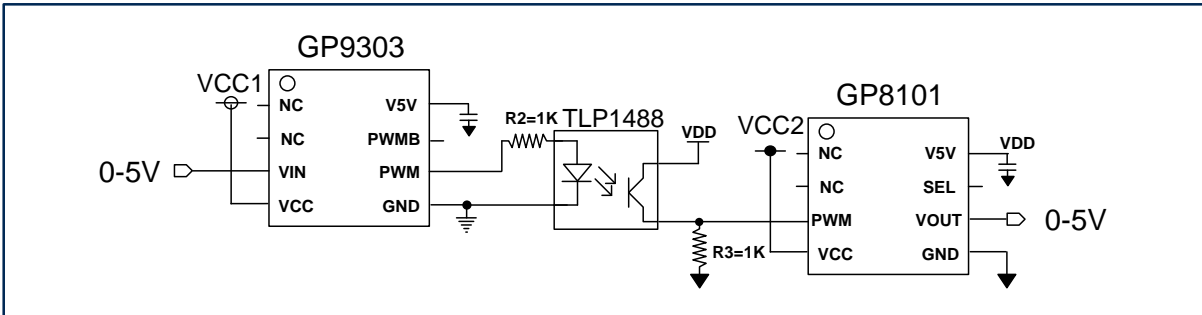 GP9303
VCC1
NC
V5V
NC
PWMB
0-5V
VIN
PWM
VCC
GND
R2=1K
TLP1488
VDD
R3=1K
GP8101
VCC2
NC
V5V
VDD
NC
SEL
PWM
VOUT
0-5V
VCC
GND